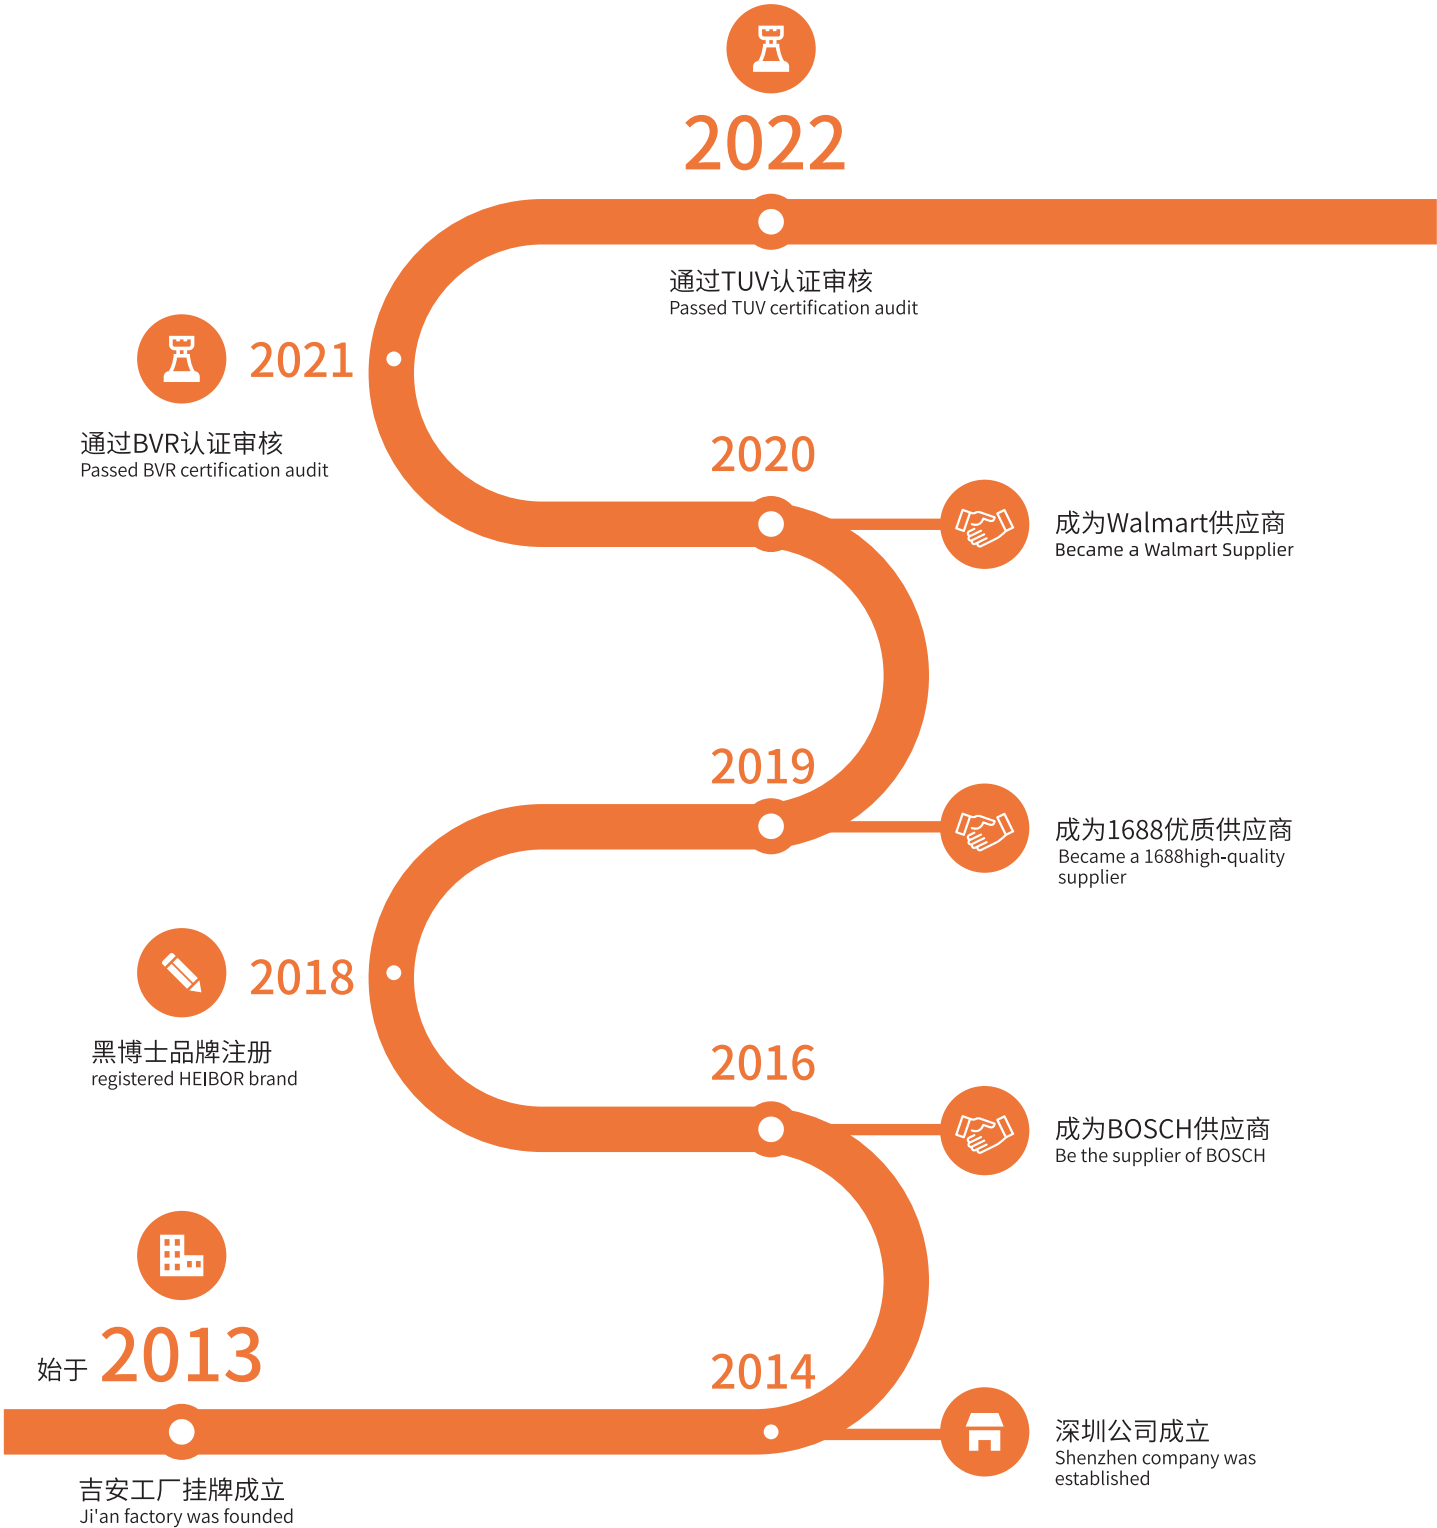 2022
通过TUV认证审核
Passed TUV certification audit
2021
通过BVR认证审核
Passed BVR certification audit
2020
成为Walmart供应商
Became a Walmart Supplier
2019
成为1688优质供应商
Became a 1688high-quality
supplier
2018
黑博士品牌注册
registered HEIBOR brand
2016
成为BOSCH供应商
Be the supplier of BOSCH
始于 2013
吉安工厂挂牌成立
Ji'an factory was founded
2014
深圳公司成立
Shenzhen company was
established